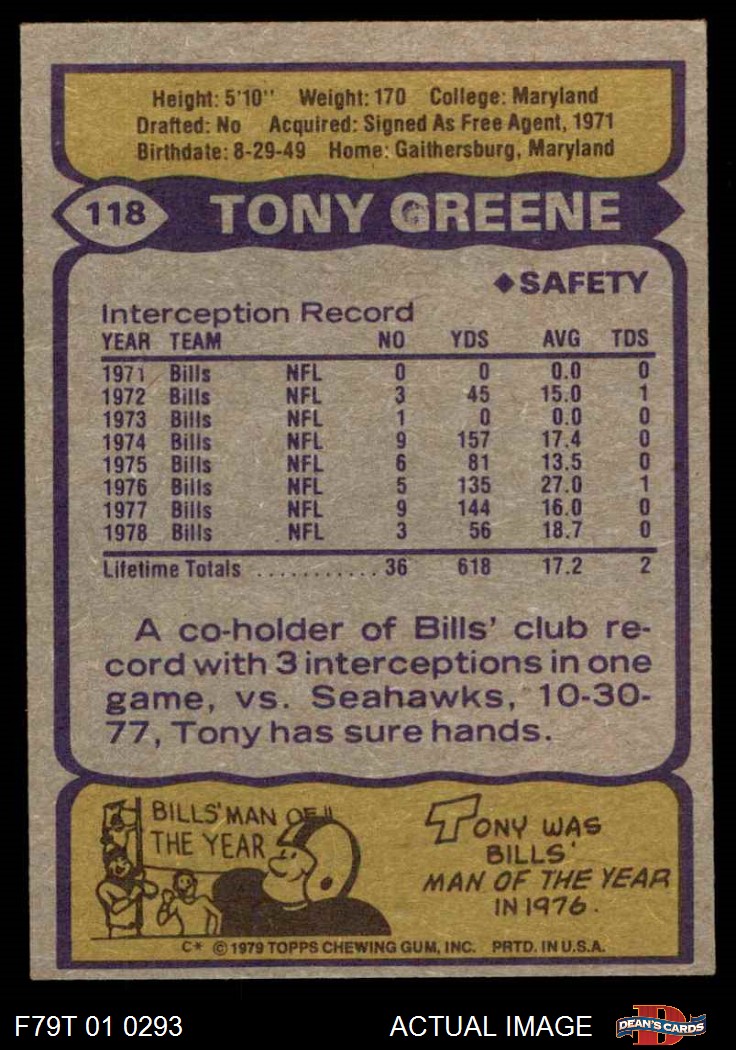 Height: 5'10" Weight: 170 College: Maryland
Drafted: No Acquired: Signed As Free Agent, 1971
Birthdate: 8-29-49 Home: Gaithersburg, Maryland
118 TONY GREENE
◆SAFETY
Interception Record
YEAR TEAM NO YDS AVG TDS
1971 Bills NFL 0 0 0.0 0
1972 Bills NFL 3 45 15.0 1
1973 Bills NFL 1 0 0.0 0
1974 Bills NFL 9 157 17.4 0
1975 Bills NFL 6 81 13.5 0
1976 Bills NFL 5 135 27.0 1
1977 Bills NFL 9 144 16.0 0
1978 Bills NFL 3 56 18.7 0
Lifetime Totals ............ 36 618 17.2 2
A co-holder of Bills' club re-
cord with 3 interceptions in one
game, vs. Seahawks, 10-30-
77, Tony has sure hands.
BILLS' MAN OF
THE YEAR
TONY WAS
BILLS'
MAN OF THE YEAR
IN 1976.
C* © 1979 TOPPS CHEWING GUM, INC. PRTD. IN U.S.A.
F79T 01 0293 ACTUAL IMAGE
D
DEAN'S CARDS